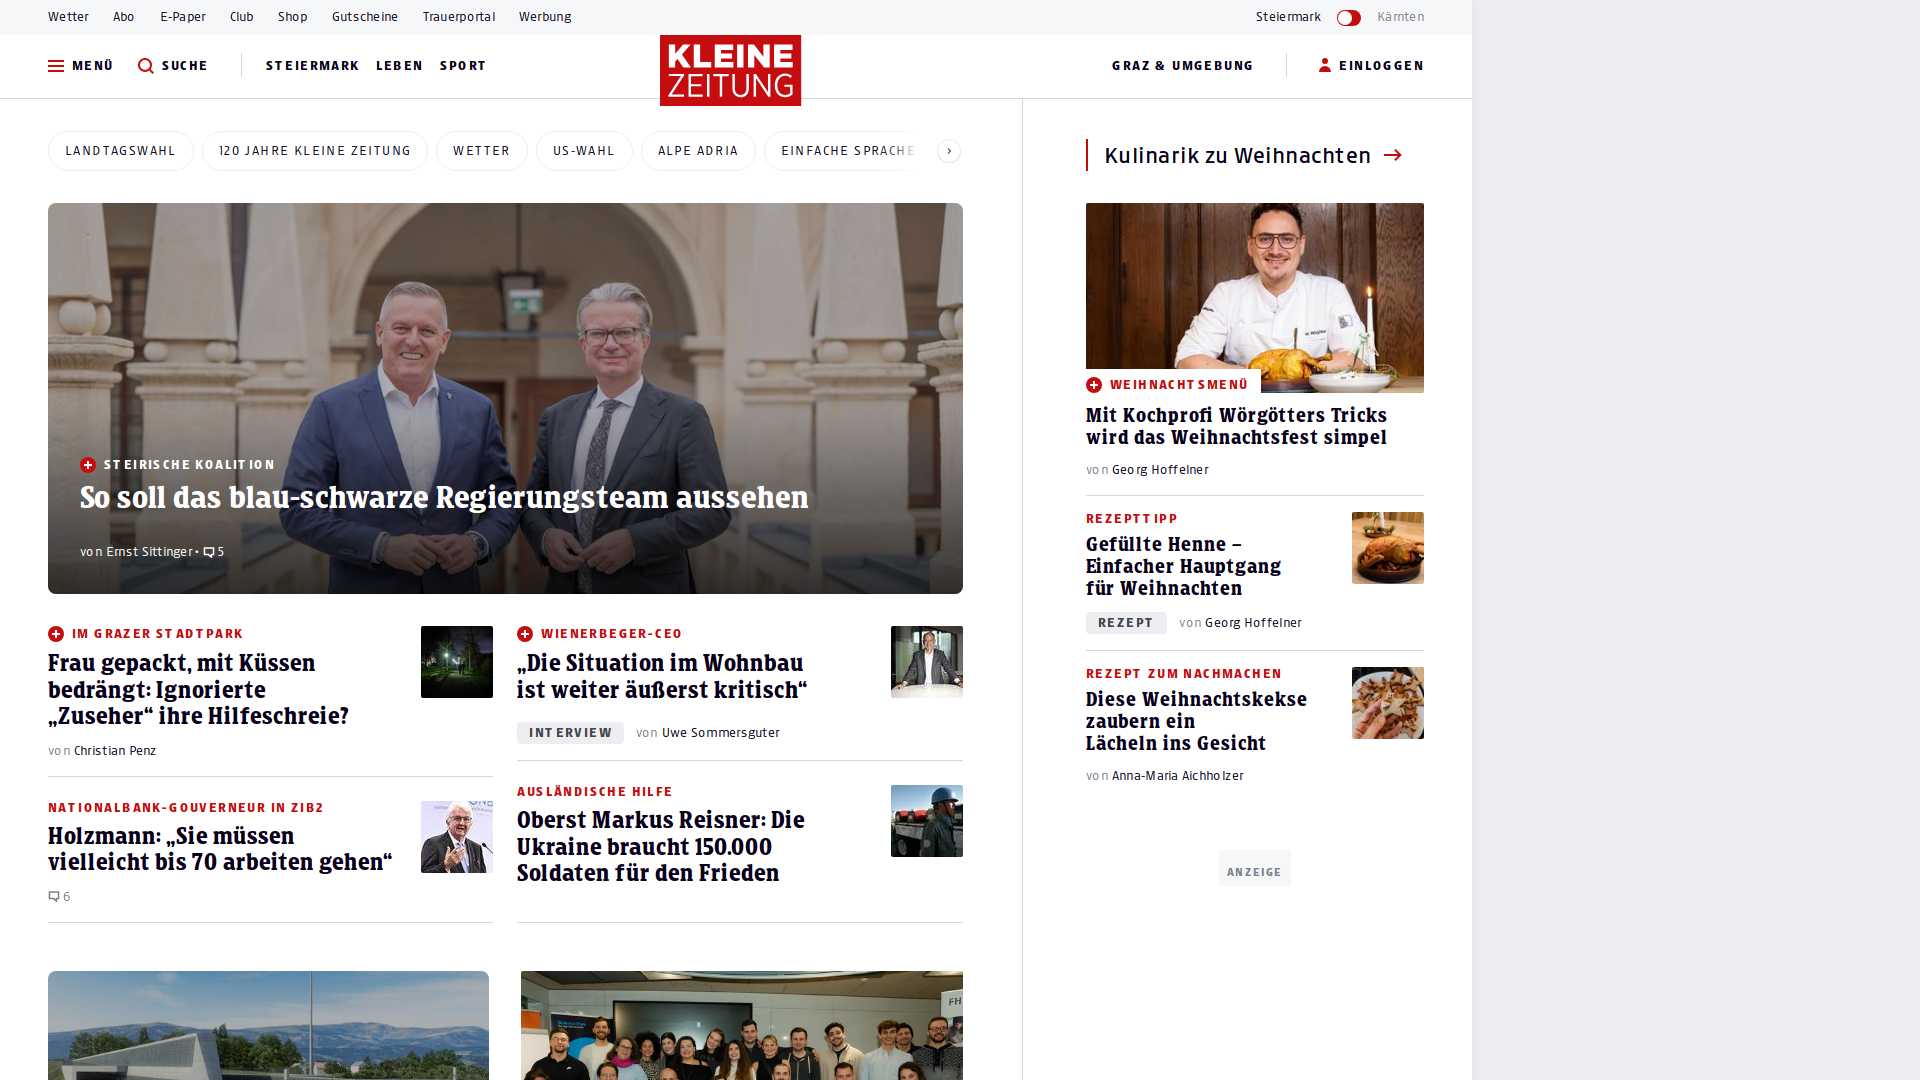 Wetter Abo E-Paper Club Shop Gutscheine Trauerportal Werbung Steiermark Kärnten
MENÜ SUCHE STEIERMARK LEBEN SPORT KLEINE ZEITUNG GRAZ & UMGEBUNG EINLOGGEN
LANDTAGSWAHL 120 JAHRE KLEINE ZEITUNG WETTER US-WAHL ALPE ADRIA EINFACHE SPRACHE
STEIRISCHE KOALITION
So soll das blau-schwarze Regierungsteam aussehen
von Ernst Sittinger • 5
IM GRAZER STADTPARK
Frau gepackt, mit Küssen
bedrängt: Ignorierte
„Zuseher“ ihre Hilfeschreie?
von Christian Penz
WIENERBEGER-CEO
„Die Situation im Wohnbau
ist weiter äußerst kritisch“
INTERVIEW von Uwe Sommersguter
NATIONALBANK-GOUVERNEUR IN ZIB2
Holzmann: „Sie müssen
vielleicht bis 70 arbeiten gehen“
6
AUSLÄNDISCHE HILFE
Oberst Markus Reisner: Die
Ukraine braucht 150.000
Soldaten für den Frieden
FH
Kulinarik zu Weihnachten
WEIHNACHTSMENÜ
Mit Kochprofi Wörgötters Tricks
wird das Weihnachtsfest simpel
von Georg Hoffelner
REZEPTTIPP
Gefüllte Henne –
Einfacher Hauptgang
für Weihnachten
REZEPT von Georg Hoffelner
REZEPT ZUM NACHMACHEN
Diese Weihnachtskekse
zaubern ein
Lächeln ins Gesicht
von Anna-Maria Aichholzer
ANZEIGE